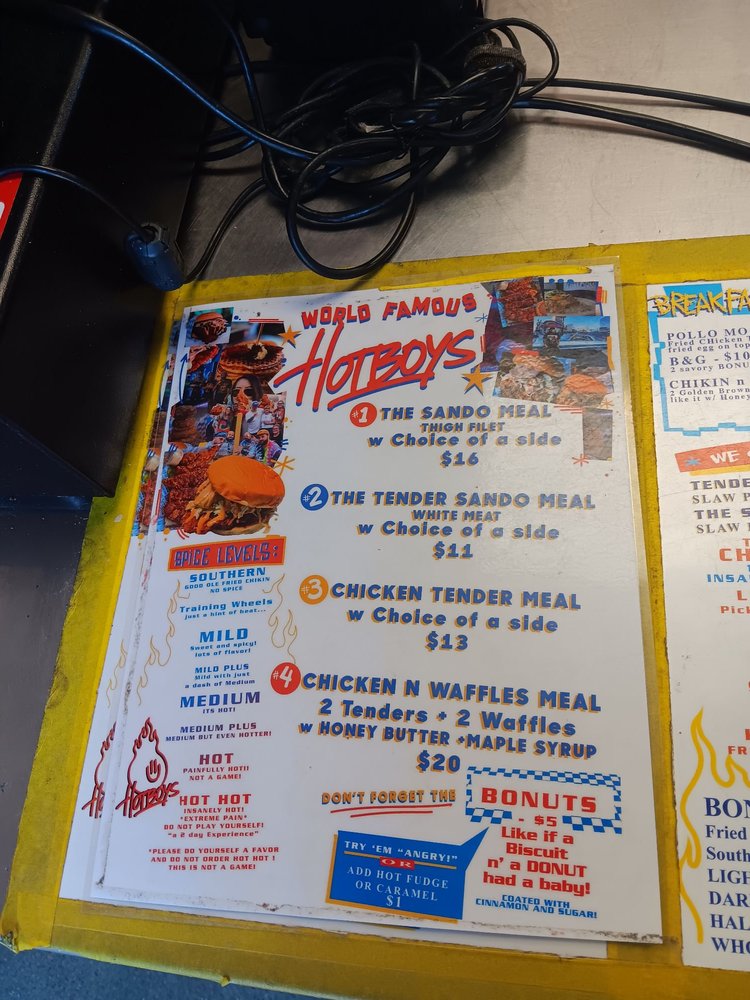 WORLD FAMOUS
HOTBOYS
#1 THE SANDO MEAL
THIGH FILET
w Choice of a side
$16
#2 THE TENDER SANDO MEAL
WHITE MEAT
w Choice of a side
$11
#3 CHICKEN TENDER MEAL
w Choice of a side
$13
#4 CHICKEN N WAFFLES MEAL
2 Tenders + 2 Waffles
w HONEY BUTTER +MAPLE SYRUP
$20
SPICE LEVELS:
SOUTHERN
GOOD OLE FRIED CHIKIN
NO SPICE
Training Wheels
just a hint of heat...
MILD
Sweet and spicy!
lots of flavor!
MILD PLUS
Mild with just
a dash of Medium
MEDIUM
ITS HOT!
MEDIUM PLUS
MEDIUM BUT EVEN HOTTER!
HOT
PAINFULLY HOT!!
NOT A GAME!
HOT HOT
INSANELY HOT!
*EXTREME PAIN*
DO NOT PLAY YOURSELF!
"a 2 day Experience"
*PLEASE DO YOURSELF A FAVOR
AND DO NOT ORDER HOT HOT !
THIS IS NOT A GAME!
HOTBOYS
DON'T FORGET THE
BONUTS
- $5
Like if a
Biscuit
n' a DONUT
had a baby!
COATED WITH
CINNAMON AND SUGAR!
TRY 'EM "ANGRY!"
OR
ADD HOT FUDGE
OR CARAMEL
$1
POLLO MO
Fried CHicken T
fried egg on top
B&G - $10
2 savory BONU
CHIKIN n
2 Golden Brown
like it w/ Honey
WE
TENDE
SLAW P
THE S
SLAW
CH
INSA
L
Pick
FR
BON
Fried
South
LIGH
DAR
HAL
WHO